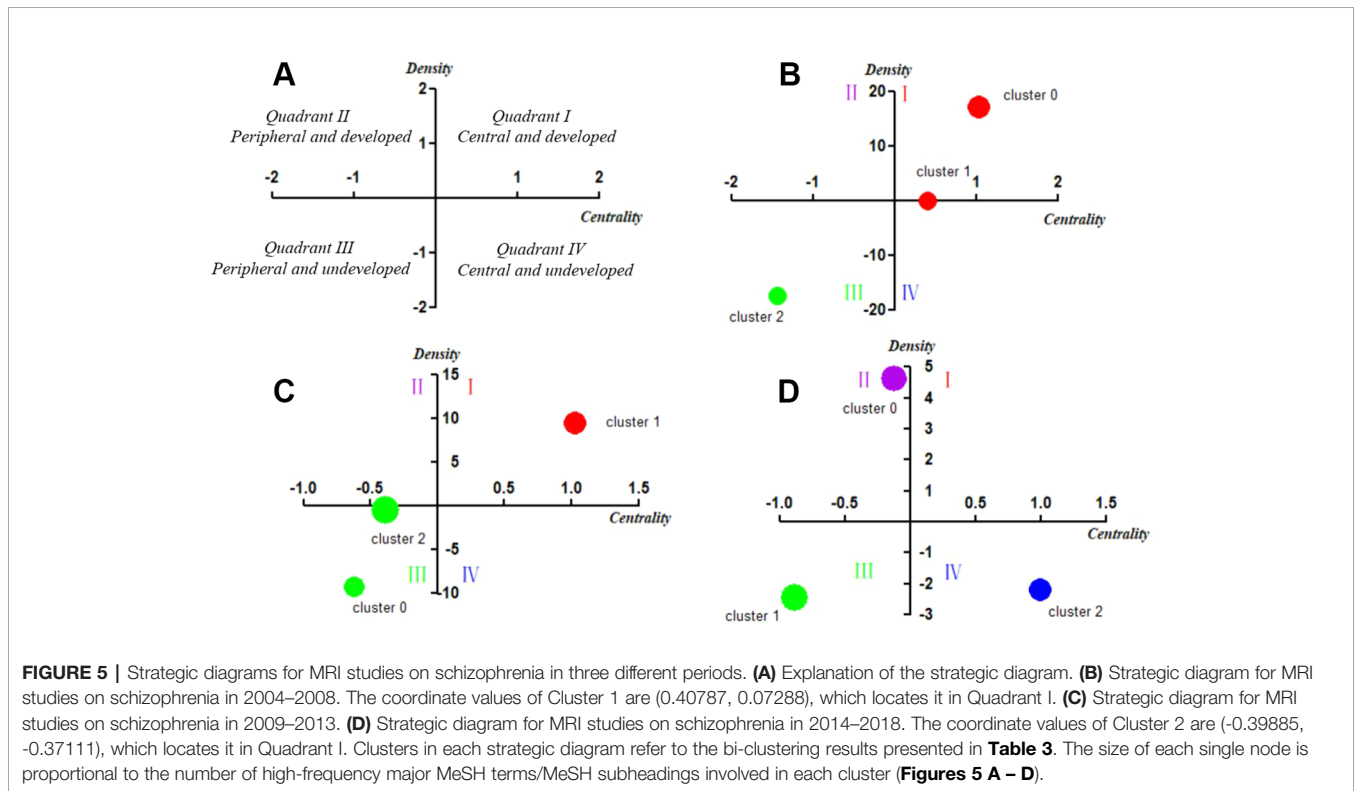 A
Density
2
Quadrant II
Peripheral and developed
Quadrant I
Central and developed
1
-2
-1
1
2
Centrality
Quadrant III
Peripheral and undeveloped
-1
Quadrant IV
Central and undeveloped
-2
B
Density
II
20
I
cluster 0
10
cluster 1
-2
-1
1
2
Centrality
-10
III
IV
cluster 2
-20
C
Density
II
15
I
10
cluster 1
5
-1.0
-0.5
0.5
1.0
1.5
Centrality
cluster 2
-5
III
IV
cluster 0
-10
D
Density
II
5
I
cluster 0
4
3
2
1
-1.0
-0.5
0.5
1.0
1.5
Centrality
-1
III
IV
-2
cluster 1
cluster 2
-3
FIGURE 5 | Strategic diagrams for MRI studies on schizophrenia in three different periods. (A) Explanation of the strategic diagram. (B) Strategic diagram for MRI
studies on schizophrenia in 2004–2008. The coordinate values of Cluster 1 are (0.40787, 0.07288), which locates it in Quadrant I. (C) Strategic diagram for MRI
studies on schizophrenia in 2009–2013. (D) Strategic diagram for MRI studies on schizophrenia in 2014–2018. The coordinate values of Cluster 2 are (-0.39885,
-0.37111), which locates it in Quadrant I. Clusters in each strategic diagram refer to the bi-clustering results presented in Table 3. The size of each single node is
proportional to the number of high-frequency major MeSH terms/MeSH subheadings involved in each cluster (Figures 5 A – D).